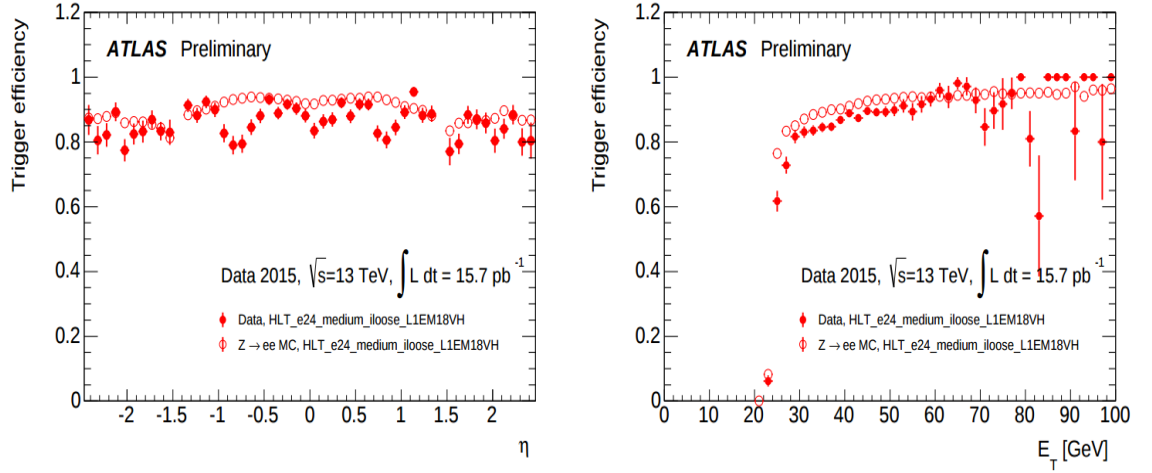 Trigger efficiency
1.2
1
0.8
0.6
0.4
0.2
0
ATLAS Preliminary
Data 2015, √s=13 TeV, ∫L dt = 15.7 pb⁻¹
Data, HLT_e24_medium_iloose_L1EM18VH
Z → ee MC, HLT_e24_medium_iloose_L1EM18VH
-2 -1.5 -1 -0.5 0 0.5 1 1.5 2
η
Trigger efficiency
1.2
1
0.8
0.6
0.4
0.2
0
ATLAS Preliminary
Data 2015, √s=13 TeV, ∫L dt = 15.7 pb⁻¹
Data, HLT_e24_medium_iloose_L1EM18VH
Z → ee MC, HLT_e24_medium_iloose_L1EM18VH
0 10 20 30 40 50 60 70 80 90 100
E_T [GeV]